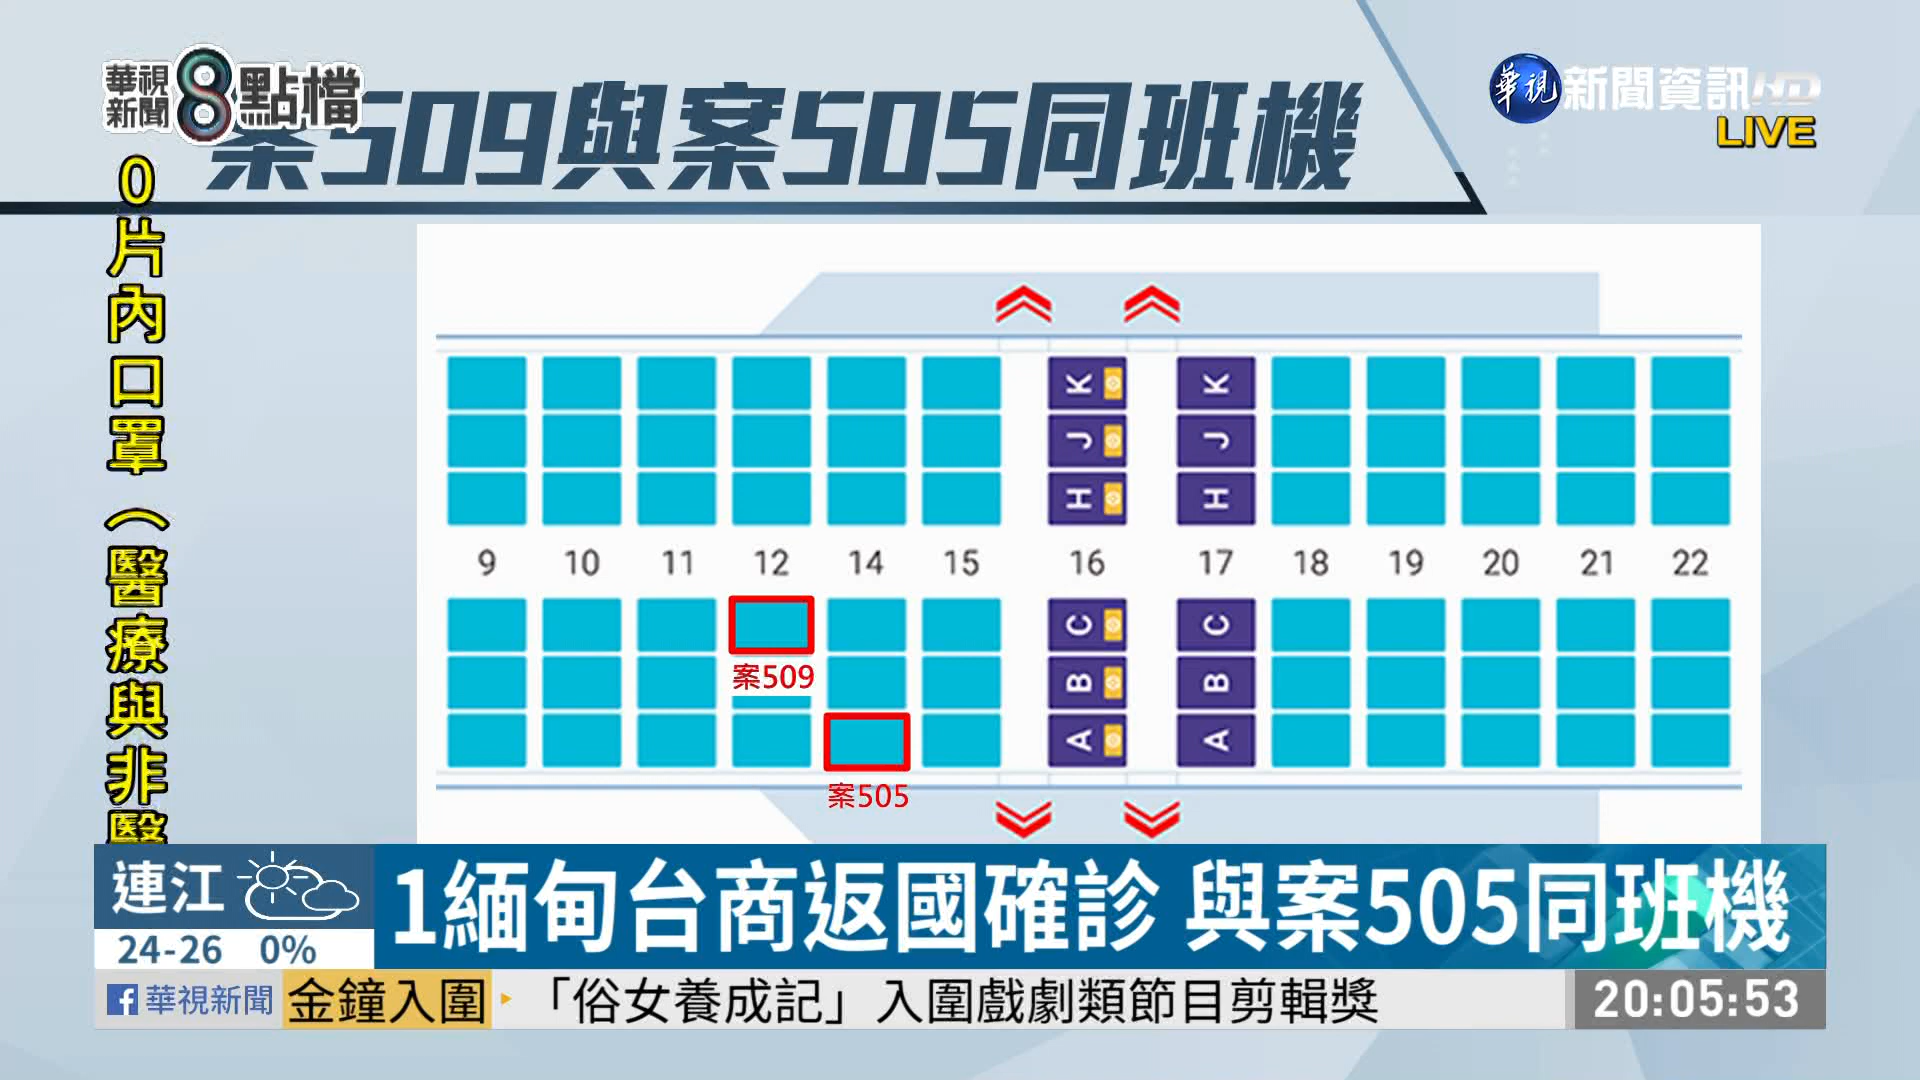 華視新聞 8點檔
華視 新聞資訊HD
LIVE
案509與案505同班機
0片內口罩（醫療與非醫
K K
J J
H H
9 10 11 12 14 15 16 17 18 19 20 21 22
C C
案509
B B
A A
案505
連江
24-26 0%
1緬甸台商返國確診 與案505同班機
華視新聞 金鐘入圍 「俗女養成記」入圍戲劇類節目剪輯獎 20:05:53